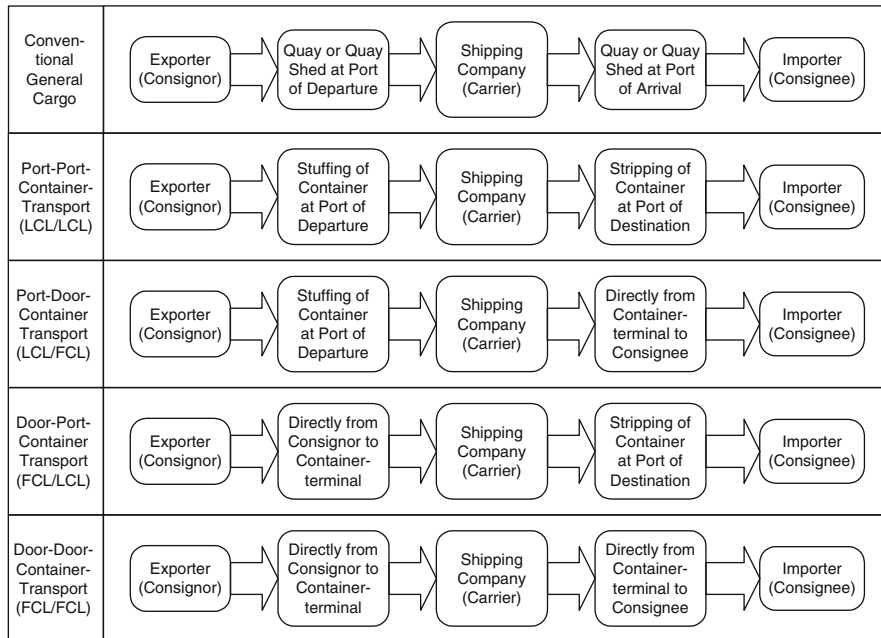 Conven-
tional
General
Cargo
Exporter
(Consignor)
Quay or Quay
Shed at Port
of Departure
Shipping
Company
(Carrier)
Quay or Quay
Shed at Port
of Arrival
Importer
(Consignee)
Port-Port-
Container-
Transport
(LCL/LCL)
Exporter
(Consignor)
Stuffing of
Container
at Port of
Departure
Shipping
Company
(Carrier)
Stripping of
Container
at Port of
Destination
Importer
(Consignee)
Port-Door-
Container
Transport
(LCL/FCL)
Exporter
(Consignor)
Stuffing of
Container
at Port of
Departure
Shipping
Company
(Carrier)
Directly from
Container-
terminal to
Consignee
Importer
(Consignee)
Door-Port-
Container
Transport
(FCL/LCL)
Exporter
(Consignor)
Directly from
Consignor to
Container-
terminal
Shipping
Company
(Carrier)
Stripping of
Container
at Port of
Destination
Importer
(Consignee)
Door-Door-
Container-
Transport
(FCL/FCL)
Exporter
(Consignor)
Directly from
Consignor to
Container-
terminal
Shipping
Company
(Carrier)
Directly from
Container-
terminal to
Consignee
Importer
(Consignee)